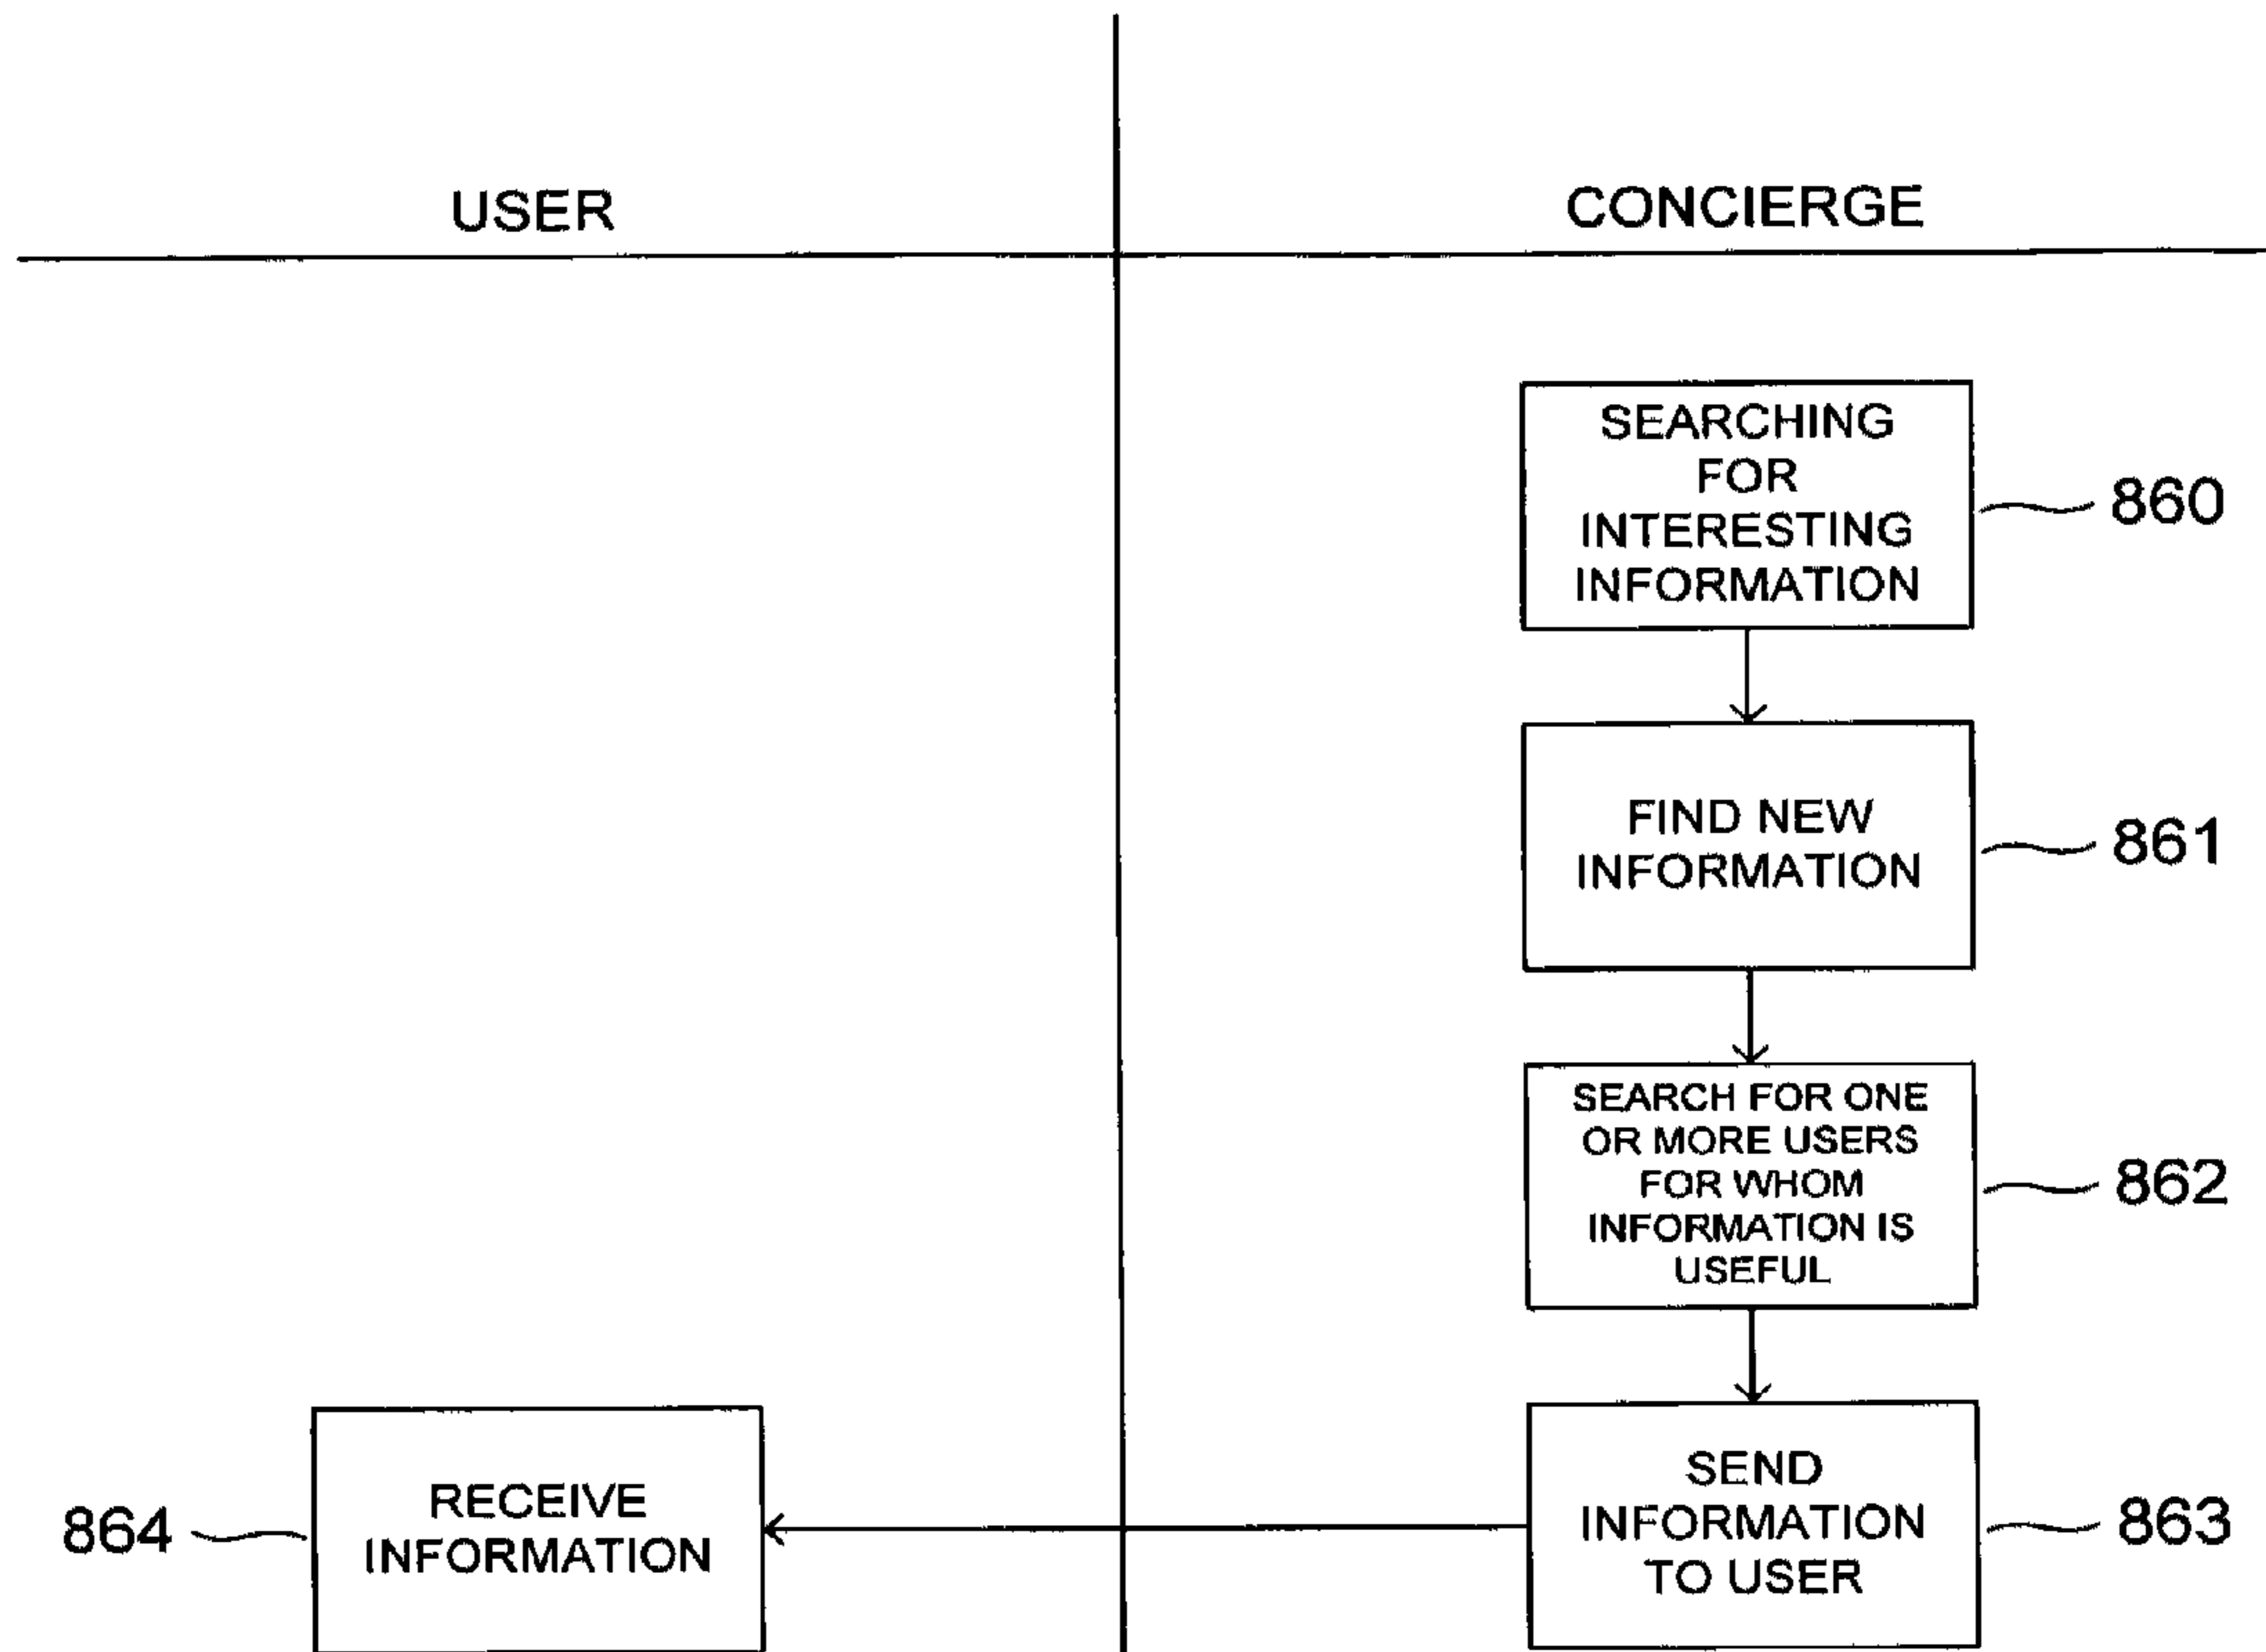 USER
CONCIERGE
SEARCHING
FOR
INTERESTING
INFORMATION
860
FIND NEW
INFORMATION
861
SEARCH FOR ONE
OR MORE USERS
FOR WHOM
INFORMATION IS
USEFUL
862
SEND
INFORMATION
TO USER
863
RECEIVE
INFORMATION
864